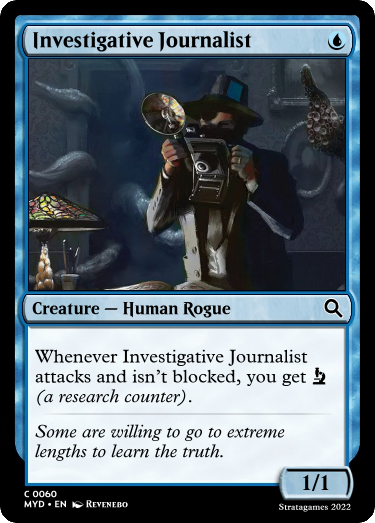 Investigative Journalist
Creature — Human Rogue
Whenever Investigative Journalist
attacks and isn't blocked, you get
(a research counter).
Some are willing to go to extreme
lengths to learn the truth.
1/1
C 0060
MYD • EN Revenebo
Stratagames 2022